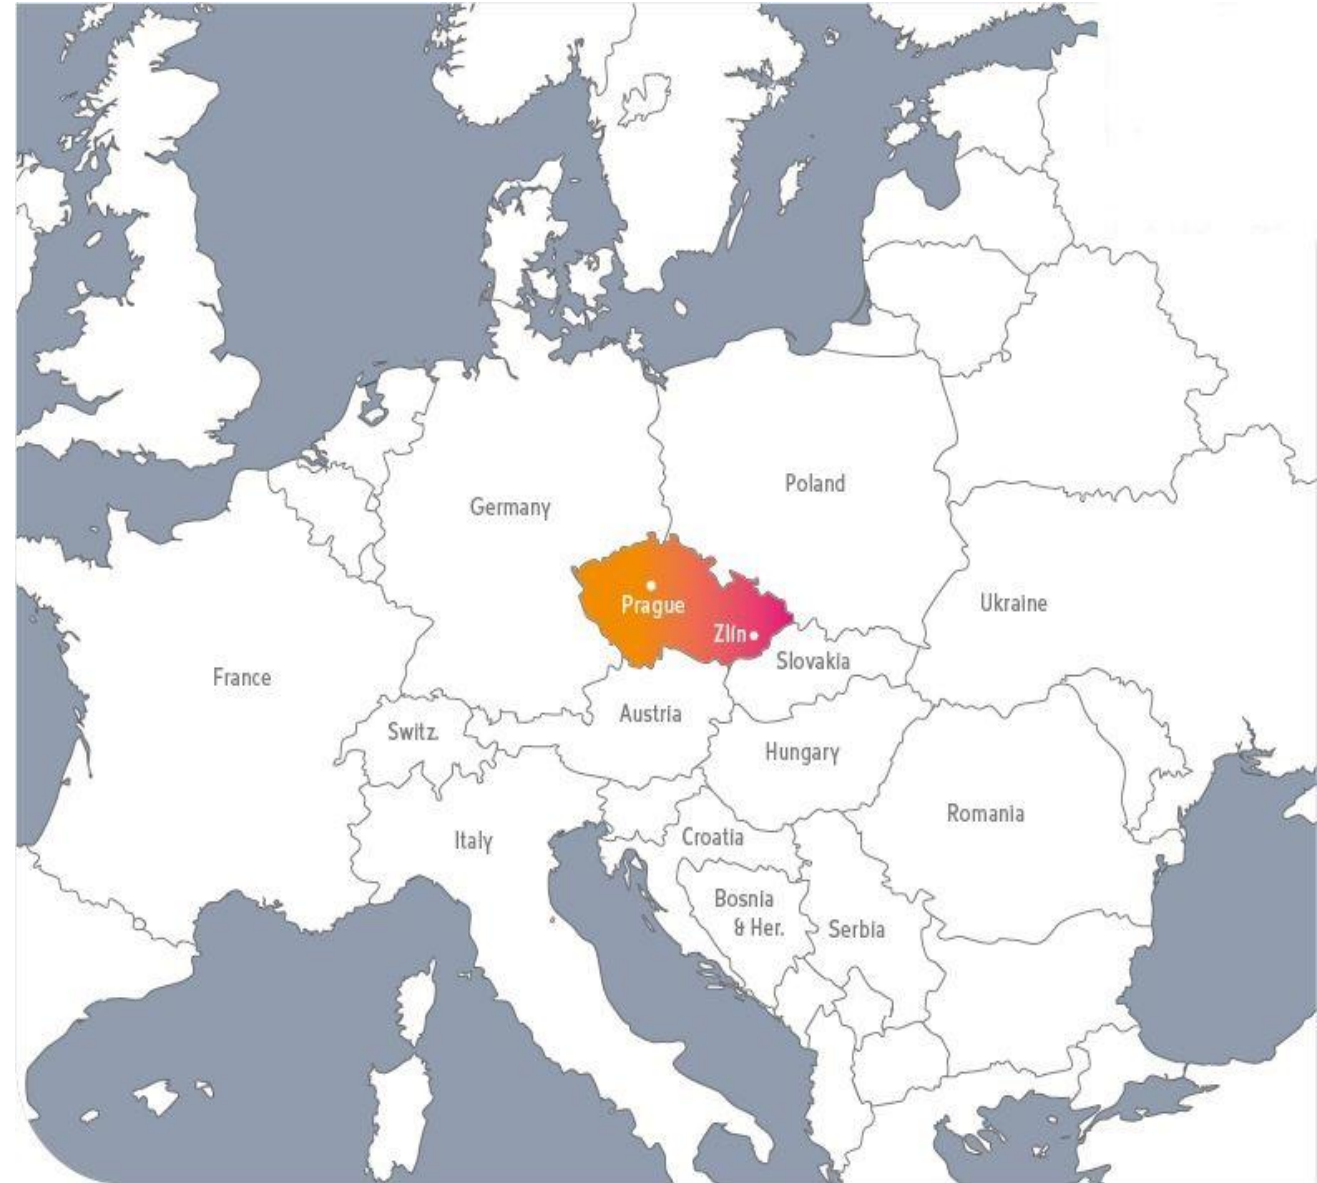 Poland
Germany
Prague
Ukraine
Zlín
Slovakia
France
Austria
Switz.
Hungary
Romania
Italy
Croatia
Bosnia
& Her.
Serbia